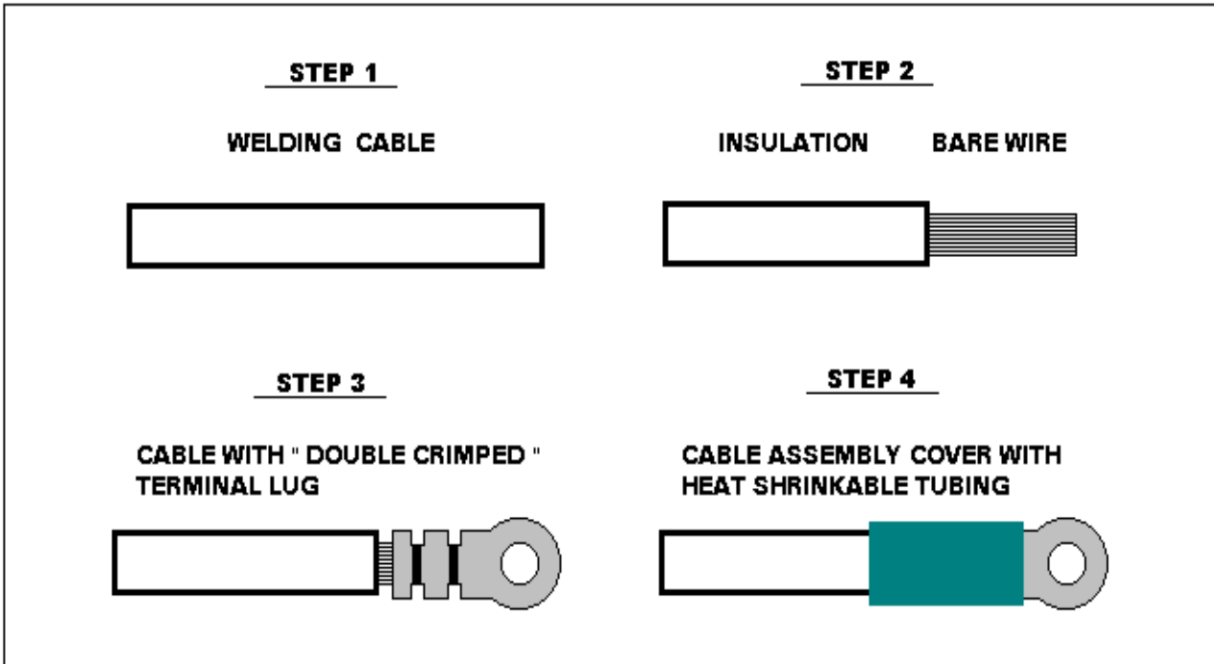 STEP 1
WELDING CABLE
STEP 2
INSULATION BARE WIRE
STEP 3
CABLE WITH " DOUBLE CRIMPED "
TERMINAL LUG
STEP 4
CABLE ASSEMBLY COVER WITH
HEAT SHRINKABLE TUBING